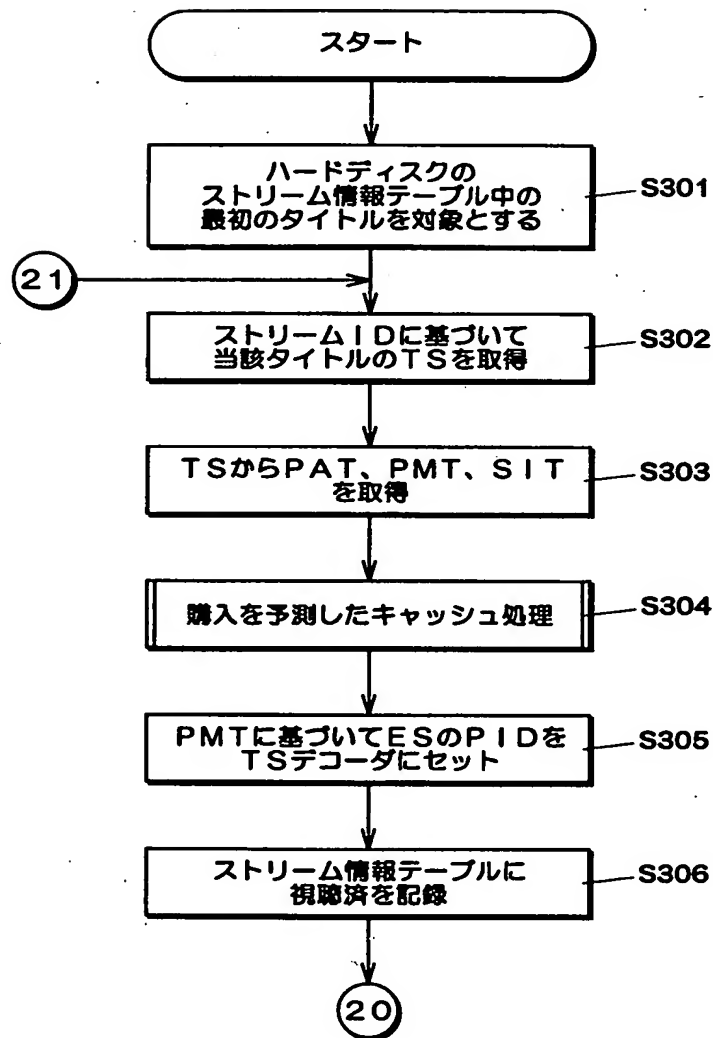 スタート
ハードディスクの
ストリーム情報テーブル中の
最初のタイトルを対象とする
S301
21
ストリームIDに基づいて
当該タイトルのTSを取得
S302
TSからPAT、PMT、SIT
を取得
S303
購入を予測したキャッシュ処理
S304
PMTに基づいてESのPIDを
TSデコーダにセット
S305
ストリーム情報テーブルに
視聴済を記録
S306
20